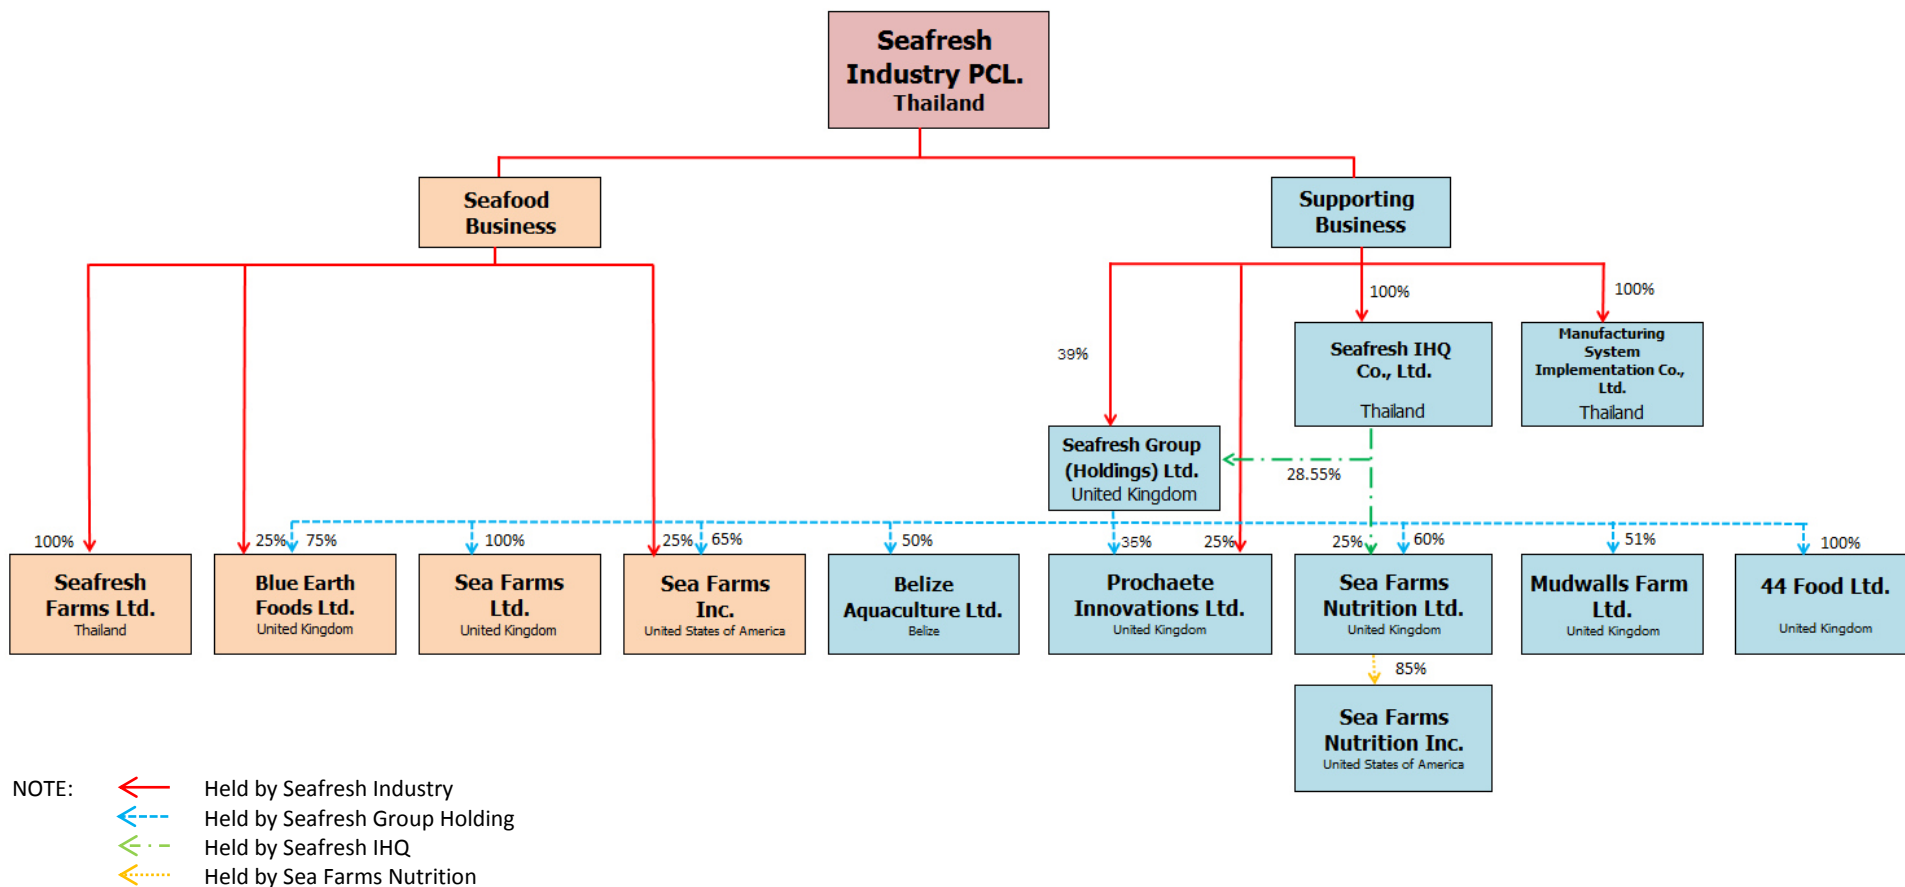 Seafresh
Industry PCL.
Thailand
Seafood
Business
Supporting
Business
100%
100%
39%
Seafresh IHQ
Co., Ltd.
Thailand
Manufacturing
System
Implementation Co.,
Ltd.
Thailand
Seafresh Group
(Holdings) Ltd.
United Kingdom
28.55%
100%
25%
75%
100%
25%
65%
50%
35%
25%
25%
60%
51%
100%
Seafresh
Farms Ltd.
Thailand
Blue Earth
Foods Ltd.
United Kingdom
Sea Farms
Ltd.
United Kingdom
Sea Farms
Inc.
United States of America
Belize
Aquaculture Ltd.
Belize
Prochaete
Innovations Ltd.
United Kingdom
Sea Farms
Nutrition Ltd.
United Kingdom
Mudwalls Farm
Ltd.
United Kingdom
44 Food Ltd.
United Kingdom
85%
Sea Farms
Nutrition Inc.
United States of America
NOTE:
Held by Seafresh Industry
Held by Seafresh Group Holding
Held by Seafresh IHQ
Held by Sea Farms Nutrition